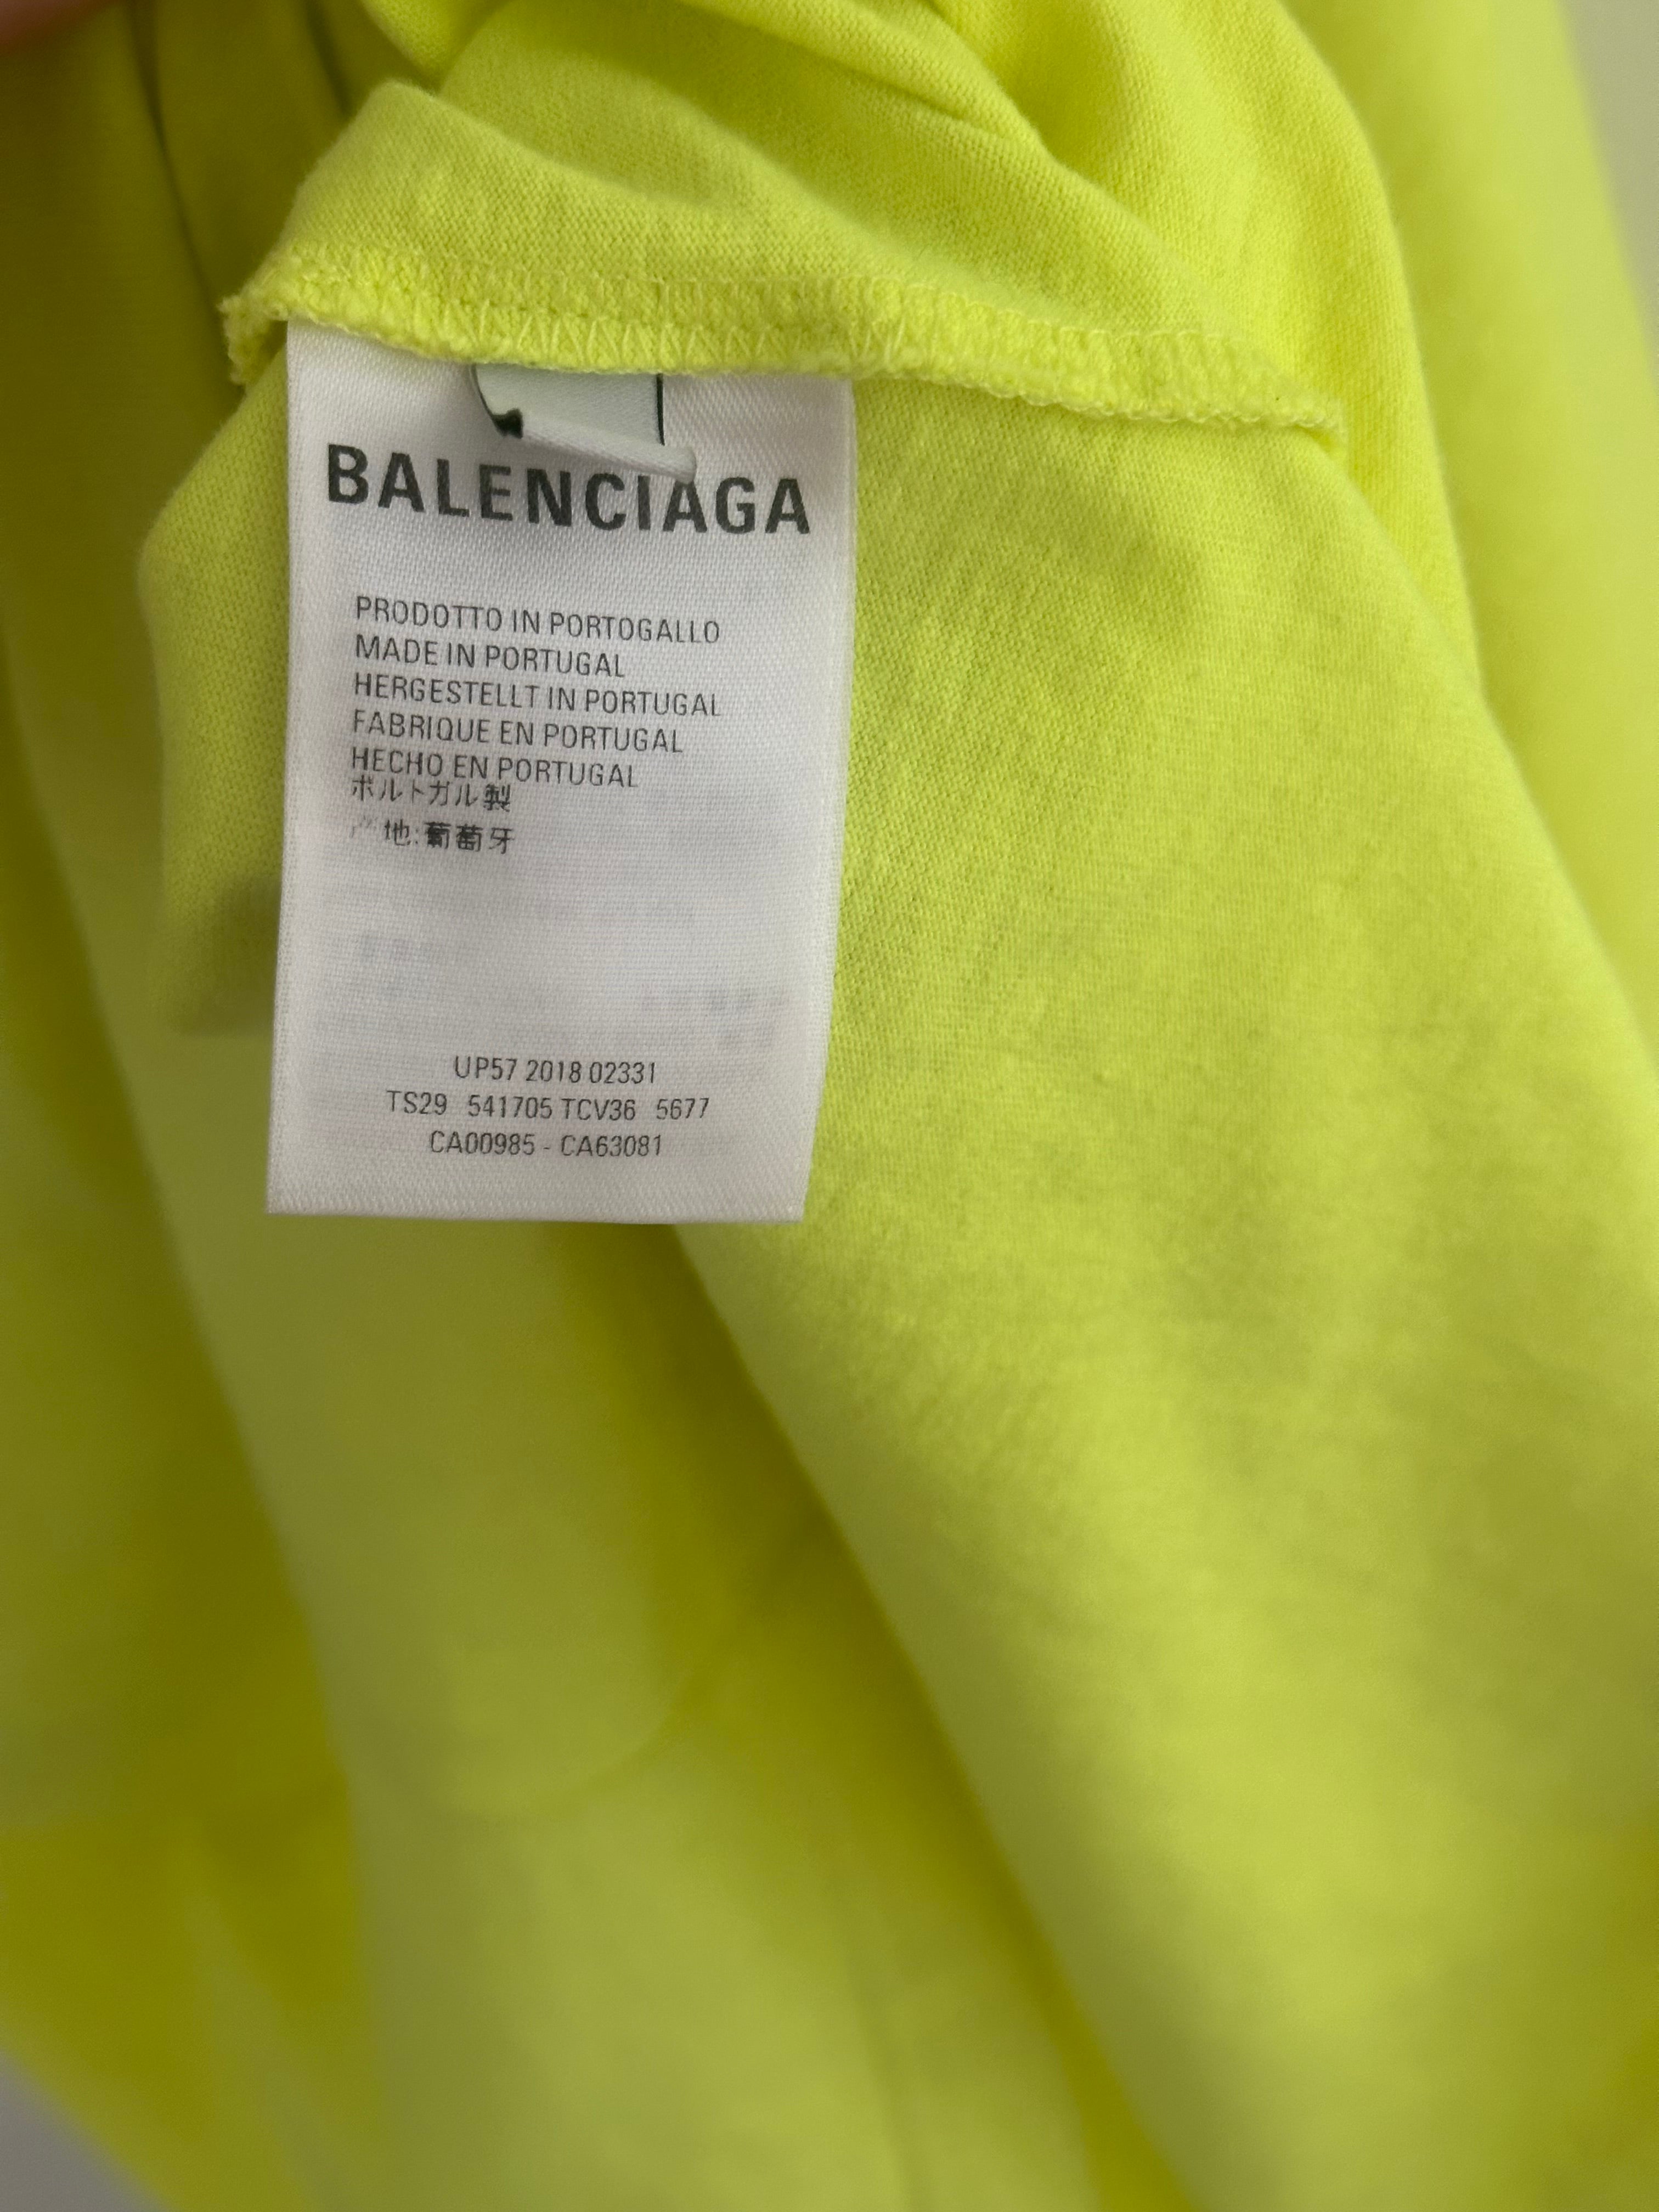 BALENCIAGA
PRODOTTO IN PORTOGALLO
MADE IN PORTUGAL
HERGESTELLT IN PORTUGAL
FABRIQUE EN PORTUGAL
HECHO EN PORTUGAL
ポルトガル製
产地:葡萄牙
UP57 2018 02331
TS29 541705 TCV36 5677
CA00985 - CA63081